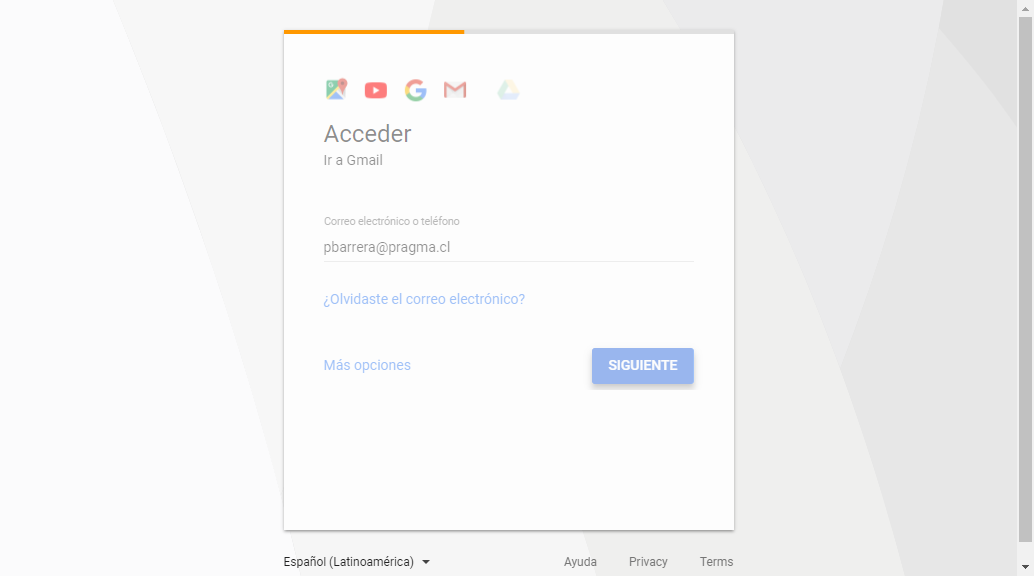 Acceder
Ir a Gmail
Correo electrónico o teléfono
pbarrera@pragma.cl
¿Olvidaste el correo electrónico?
Más opciones
SIGUIENTE
Español (Latinoamérica)
Ayuda
Privacy
Terms